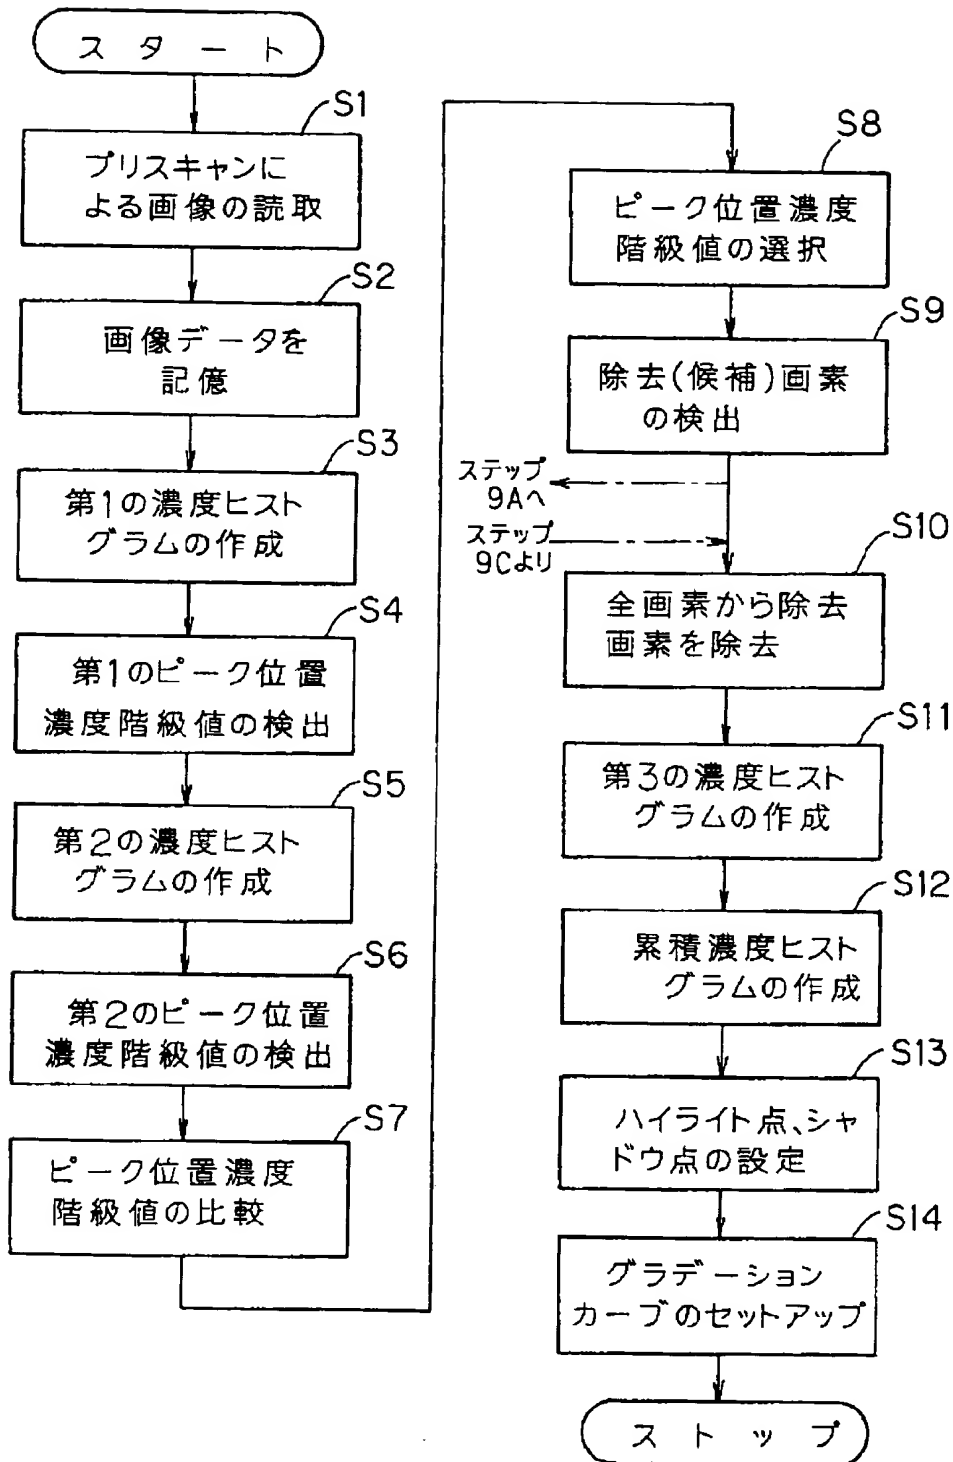 スタート
S1
プリスキャンに
よる画像の読取
S2
画像データを
記憶
S3
第1の濃度ヒスト
グラムの作成
S4
第1のピーク位置
濃度階級値の検出
S5
第2の濃度ヒスト
グラムの作成
S6
第2のピーク位置
濃度階級値の検出
S7
ピーク位置濃度
階級値の比較
S8
ピーク位置濃度
階級値の選択
S9
除去(候補)画素
の検出
ステップ
9Aへ
ステップ
9Cより
S10
全画素から除去
画素を除去
S11
第3の濃度ヒスト
グラムの作成
S12
累積濃度ヒスト
グラムの作成
S13
ハイライト点、シャ
ドウ点の設定
S14
グラデーション
カーブのセットアップ
ストップ